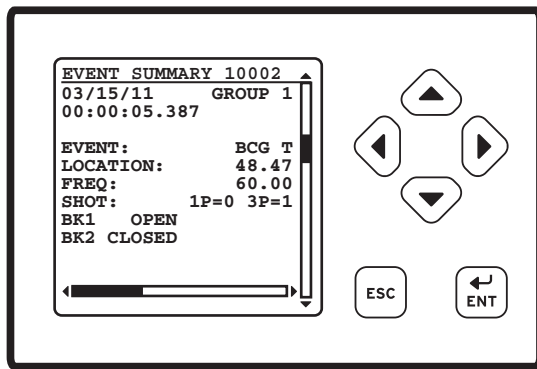 EVENT SUMMARY 10002
03/15/11 GROUP 1
00:00:05.387
EVENT: BCG T
LOCATION: 48.47
FREQ: 60.00
SHOT: 1P=0 3P=1
BK1 OPEN
BK2 CLOSED
ESC
ENT